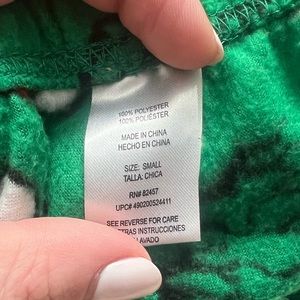 100% POLYESTER
100% POLIÉSTER
MADE IN CHINA
HECHO EN CHINA
SIZE: SMALL
TALLA: CHICA
RN# 82457
UPC# 490200524411
SEE REVERSE FOR CARE
INSTRUCTIONS
LAVADO